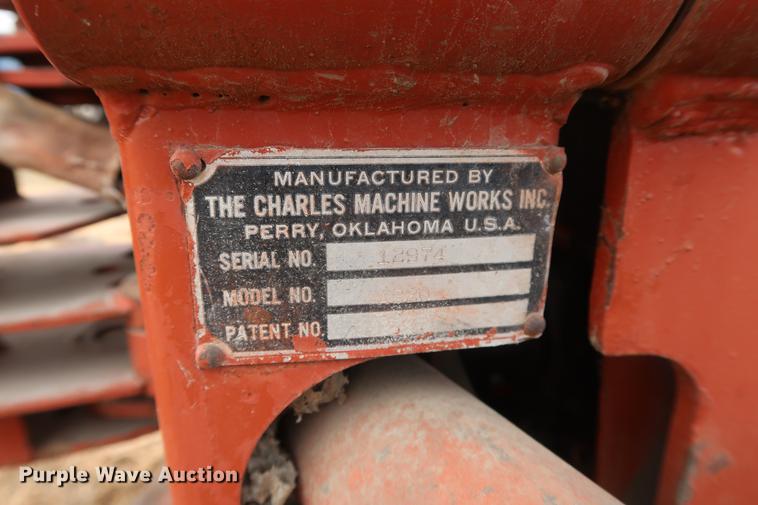 MANUFACTURED BY
THE CHARLES MACHINE WORKS INC.
PERRY, OKLAHOMA U.S.A.
SERIAL NO. 12974
MODEL NO.
PATENT NO.
Purple Wave Auction